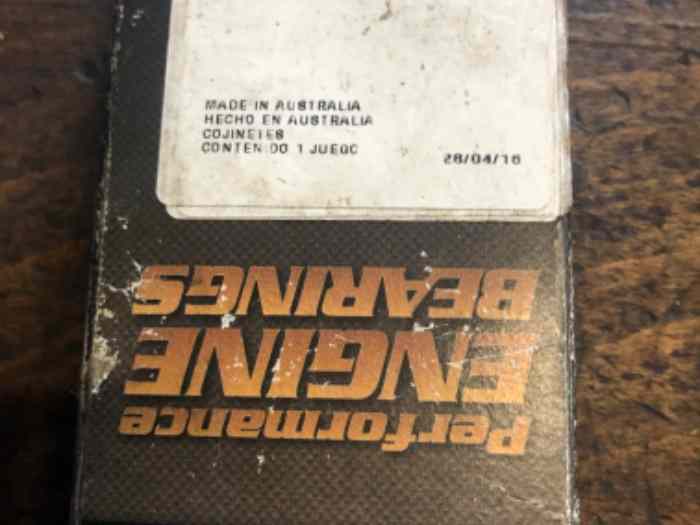 MADE IN AUSTRALIA
HECHO EN AUSTRALIA
COJINETES
CONTENIDO 1 JUEGO
28/04/16
Performance
ENGINE
BEARINGS